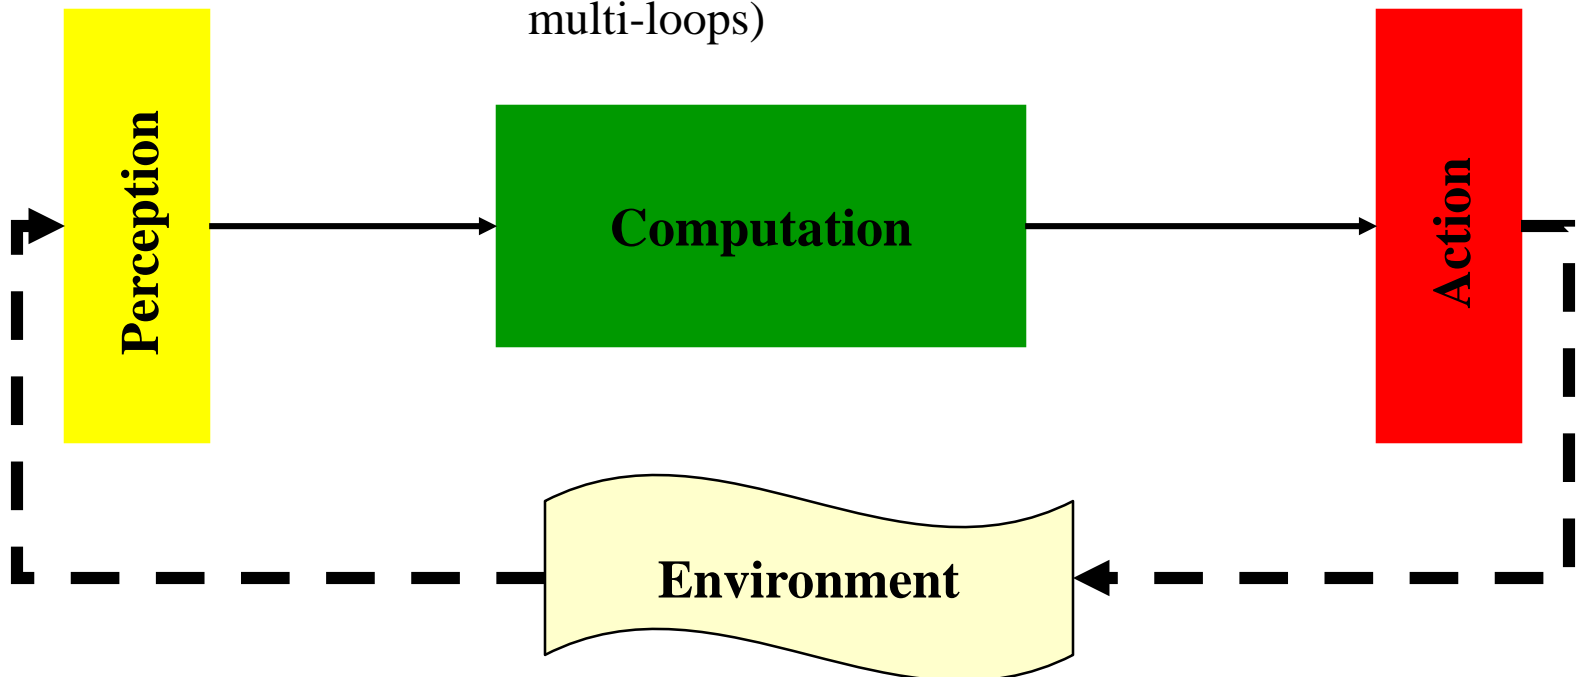 multi-loops)
Perception
Computation
Action
Environment